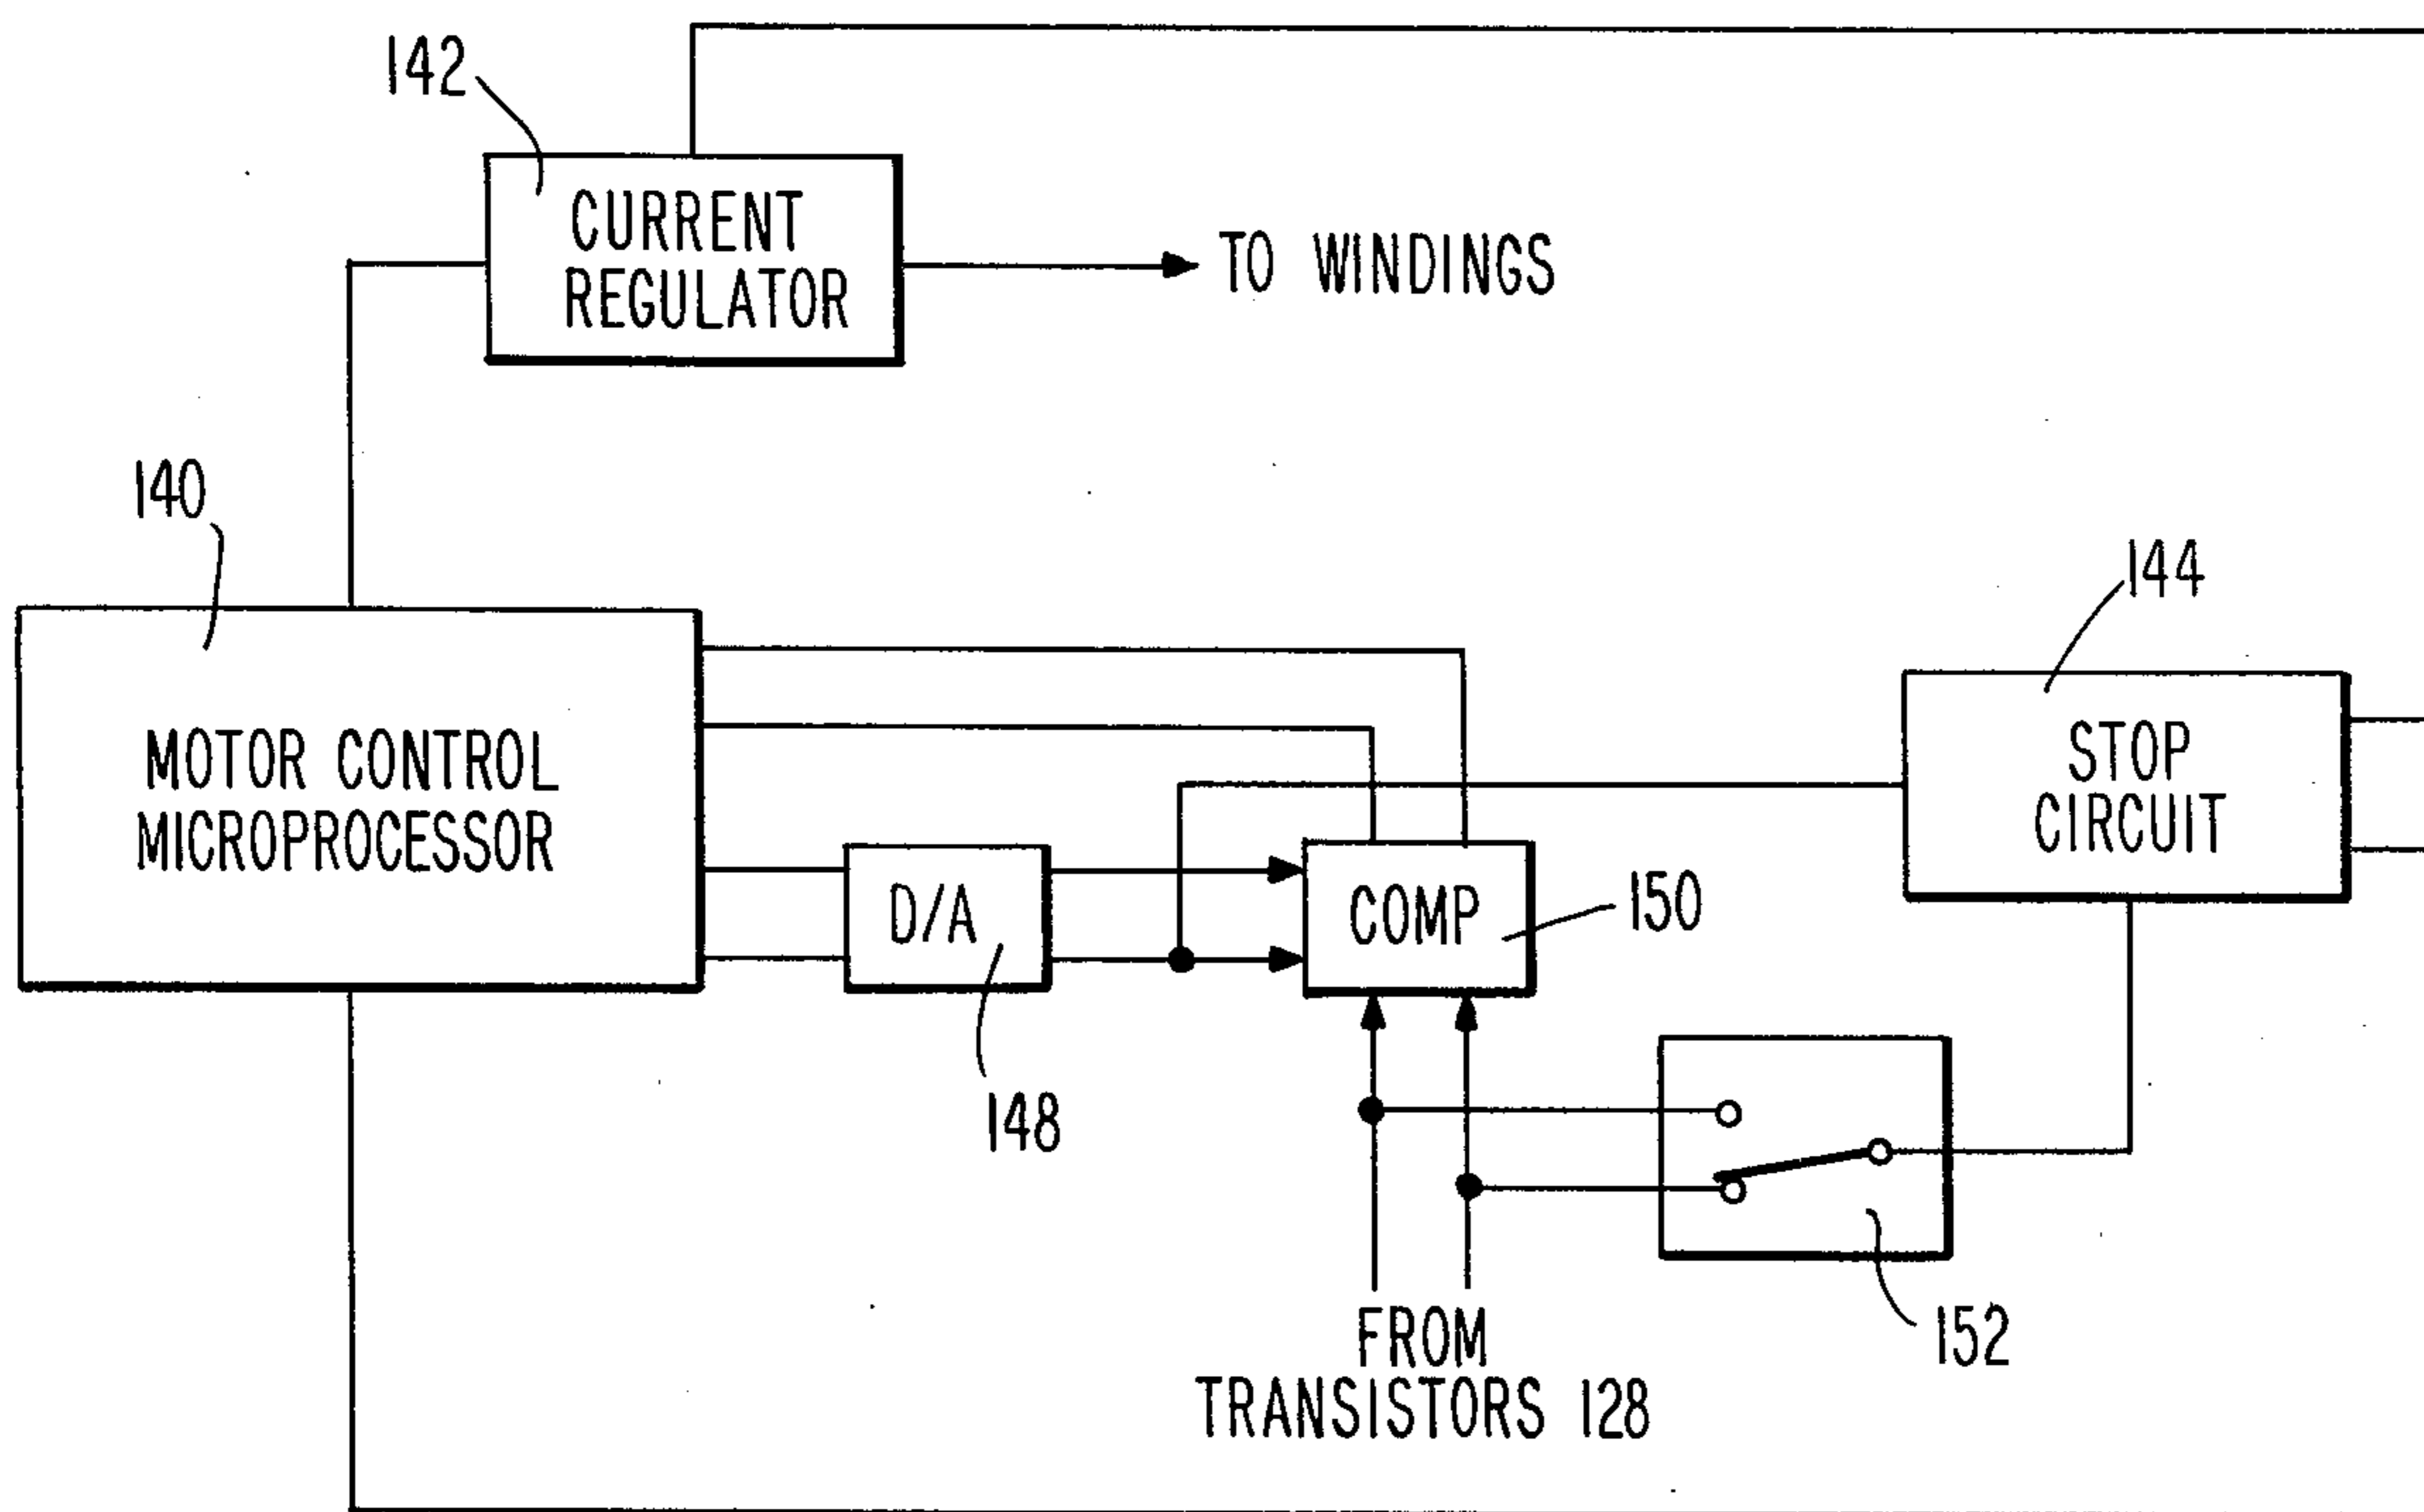 142
CURRENT
REGULATOR
TO WINDINGS
140
144
MOTOR CONTROL
MICROPROCESSOR
STOP
CIRCUIT
D/A
COMP
150
148
152
FROM
TRANSISTORS 128